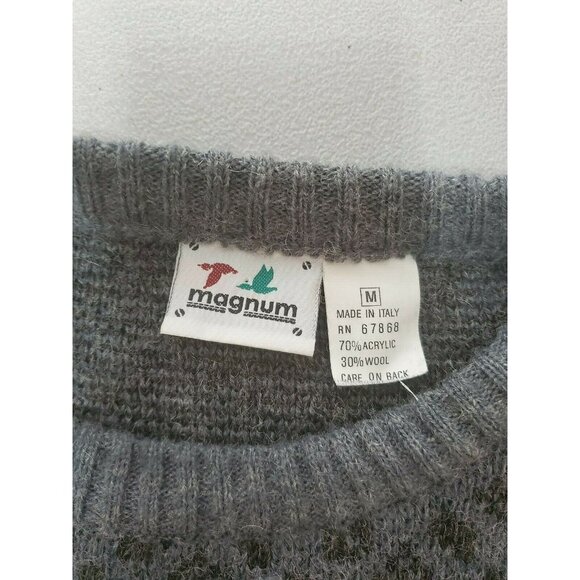 magnum
M
MADE IN ITALY
RN 67868
70% ACRYLIC
30% WOOL
CARE ON BACK